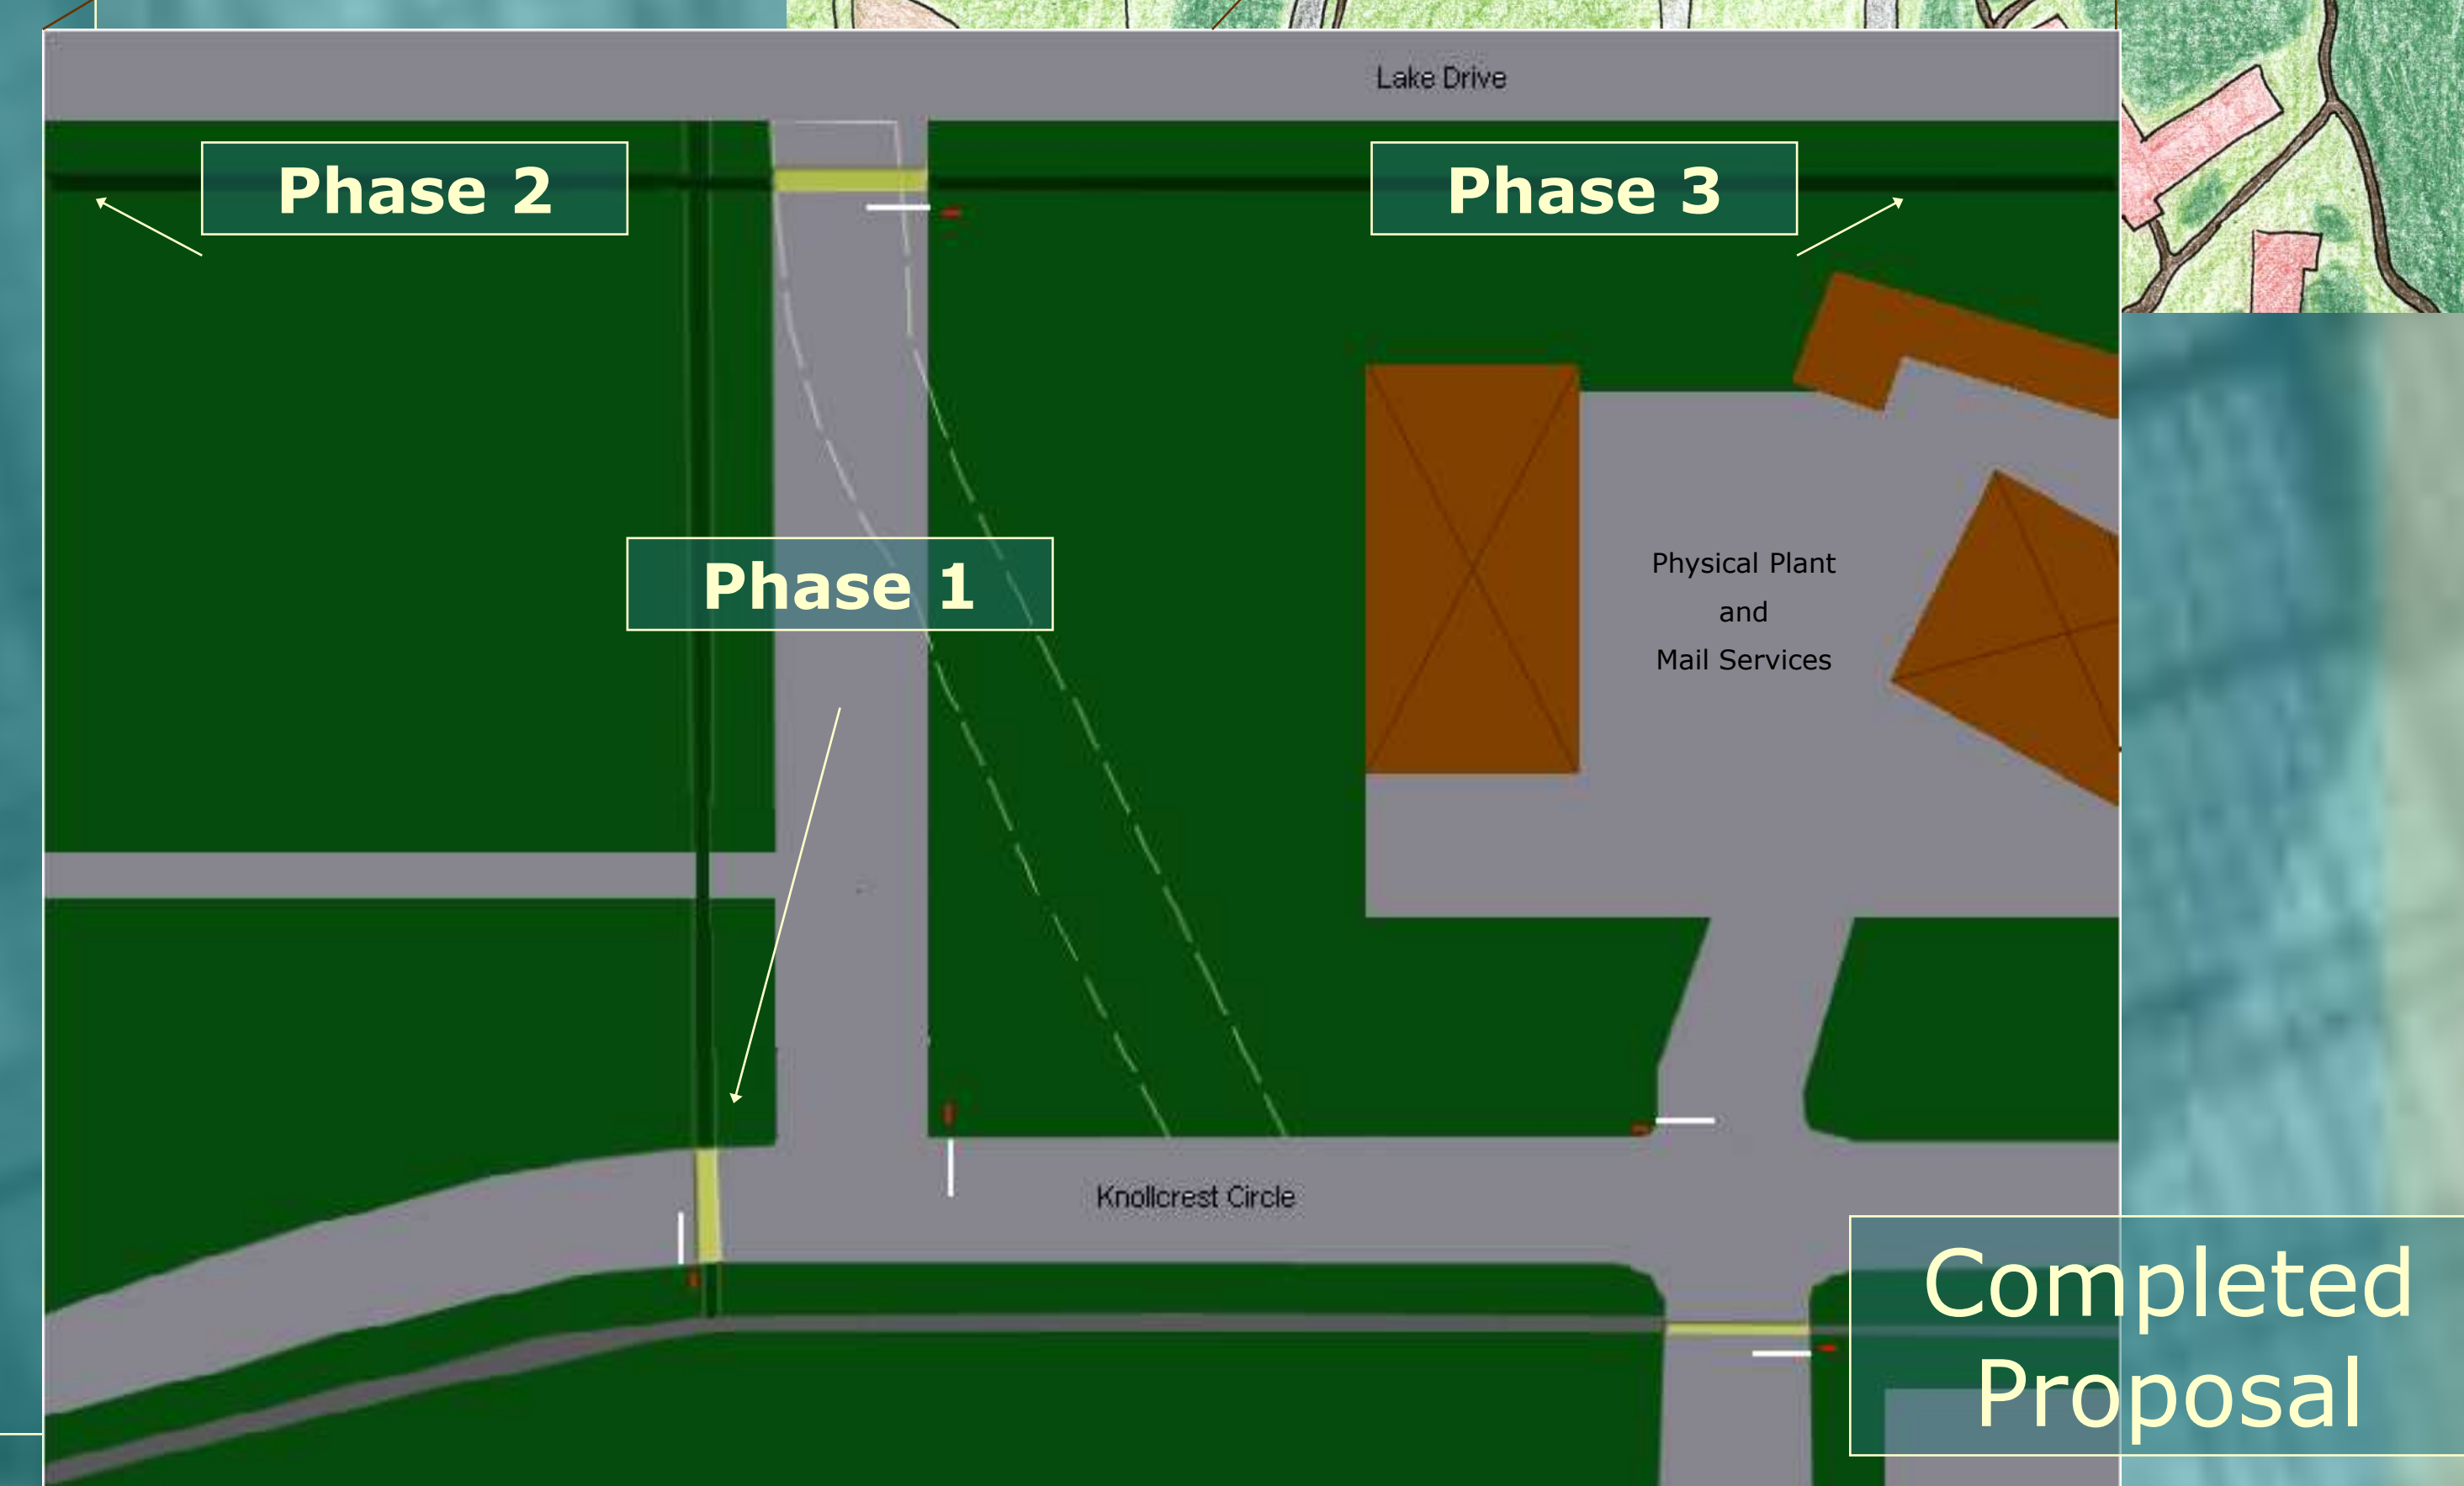 Lake Drive
Phase 2
Phase 3
Phase 1
Physical Plant
and
Mail Services
Knollcrest Circle
Completed
Proposal